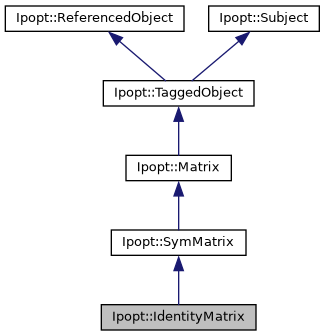 Ipopt::ReferencedObject
Ipopt::Subject
Ipopt::TaggedObject
Ipopt::Matrix
Ipopt::SymMatrix
Ipopt::IdentityMatrix